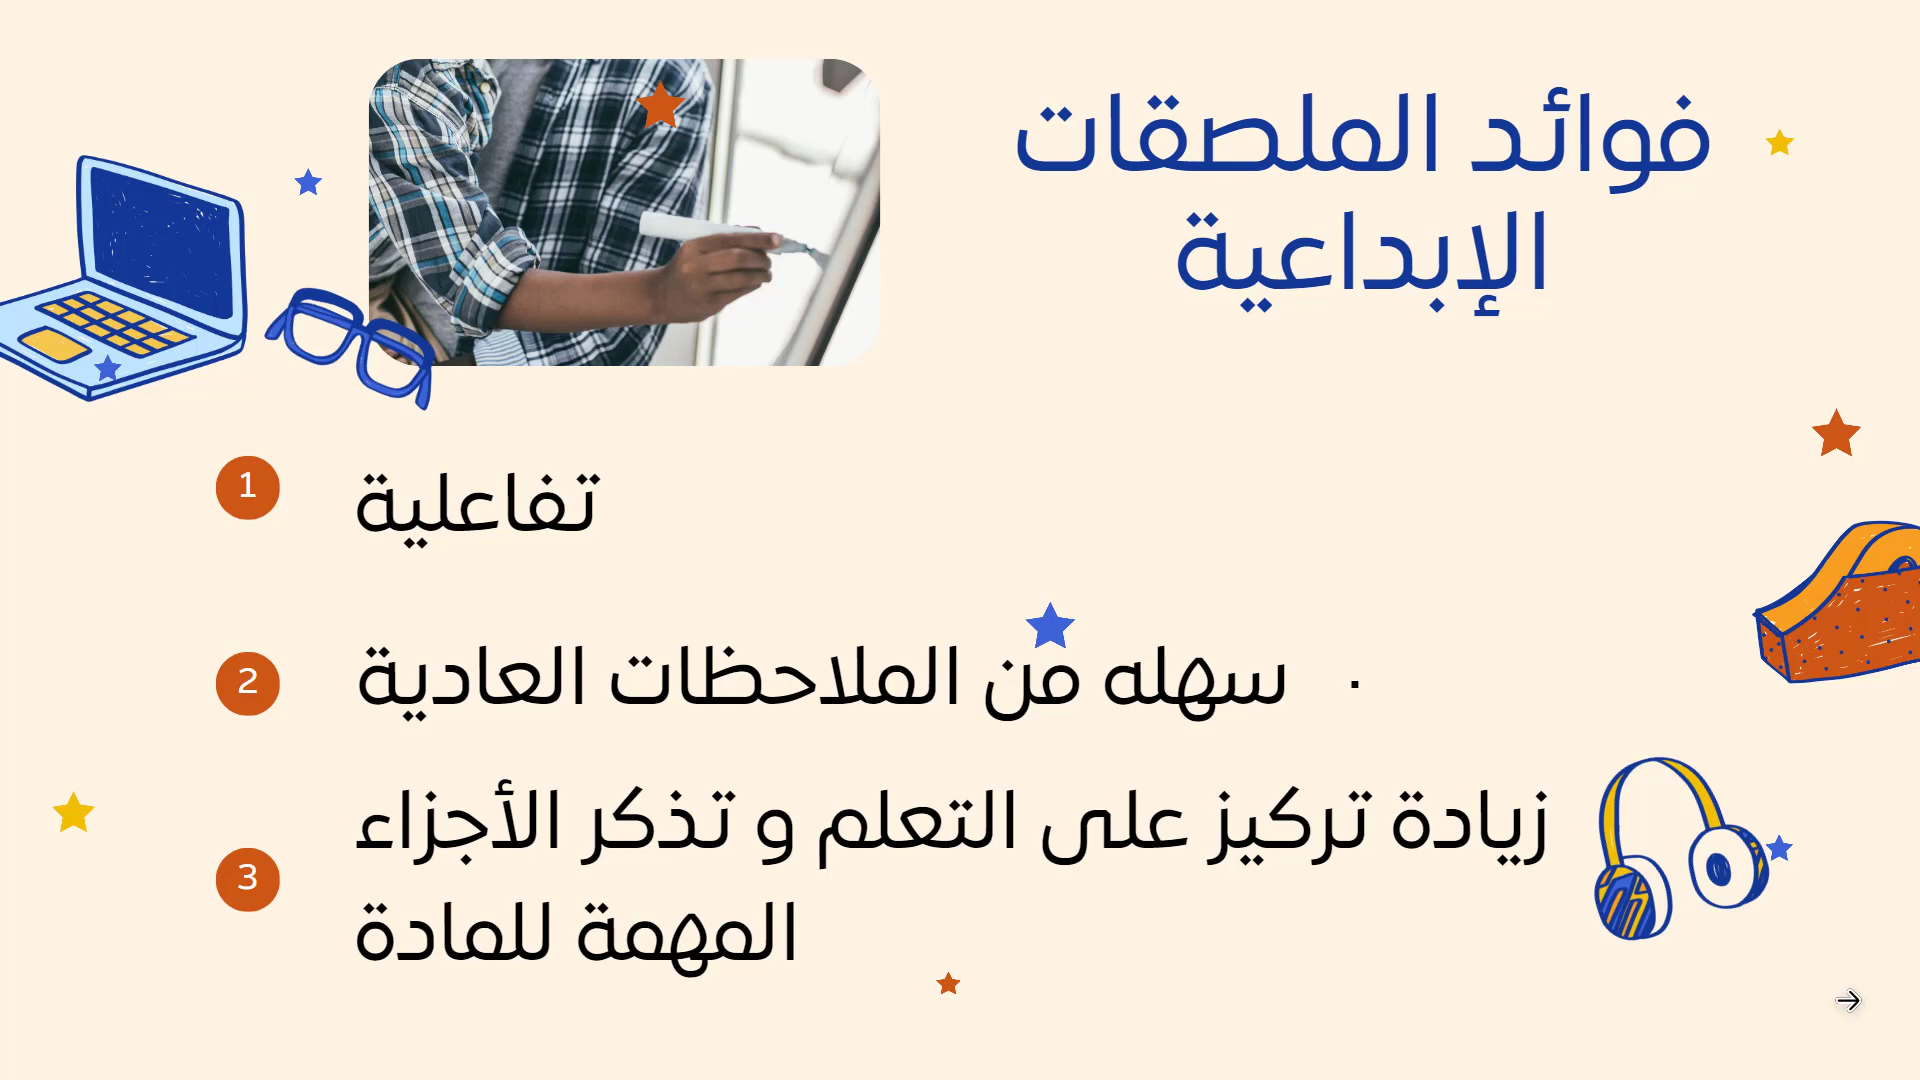 فوائد الملصقات
الإبداعية
1 تفاعلية
2 سهله من الملاحظات العادية .
زيادة تركيز على التعلم و تذكر الأجزاء
3 المهمة للمادة